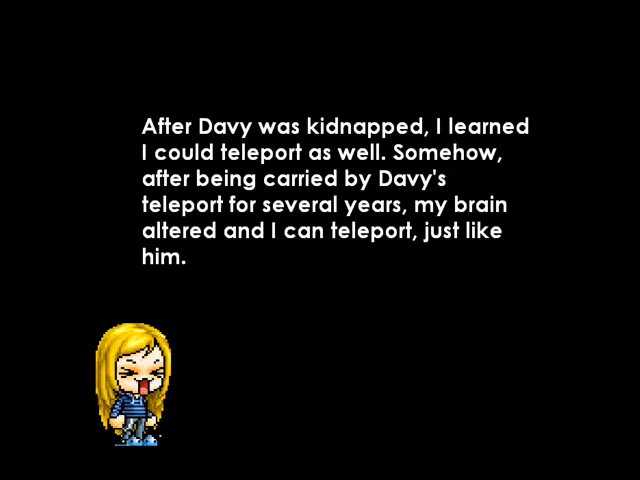 After Davy was kidnapped, I learned
I could teleport as well. Somehow,
after being carried by Davy's
teleport for several years, my brain
altered and I can teleport, just like
him.